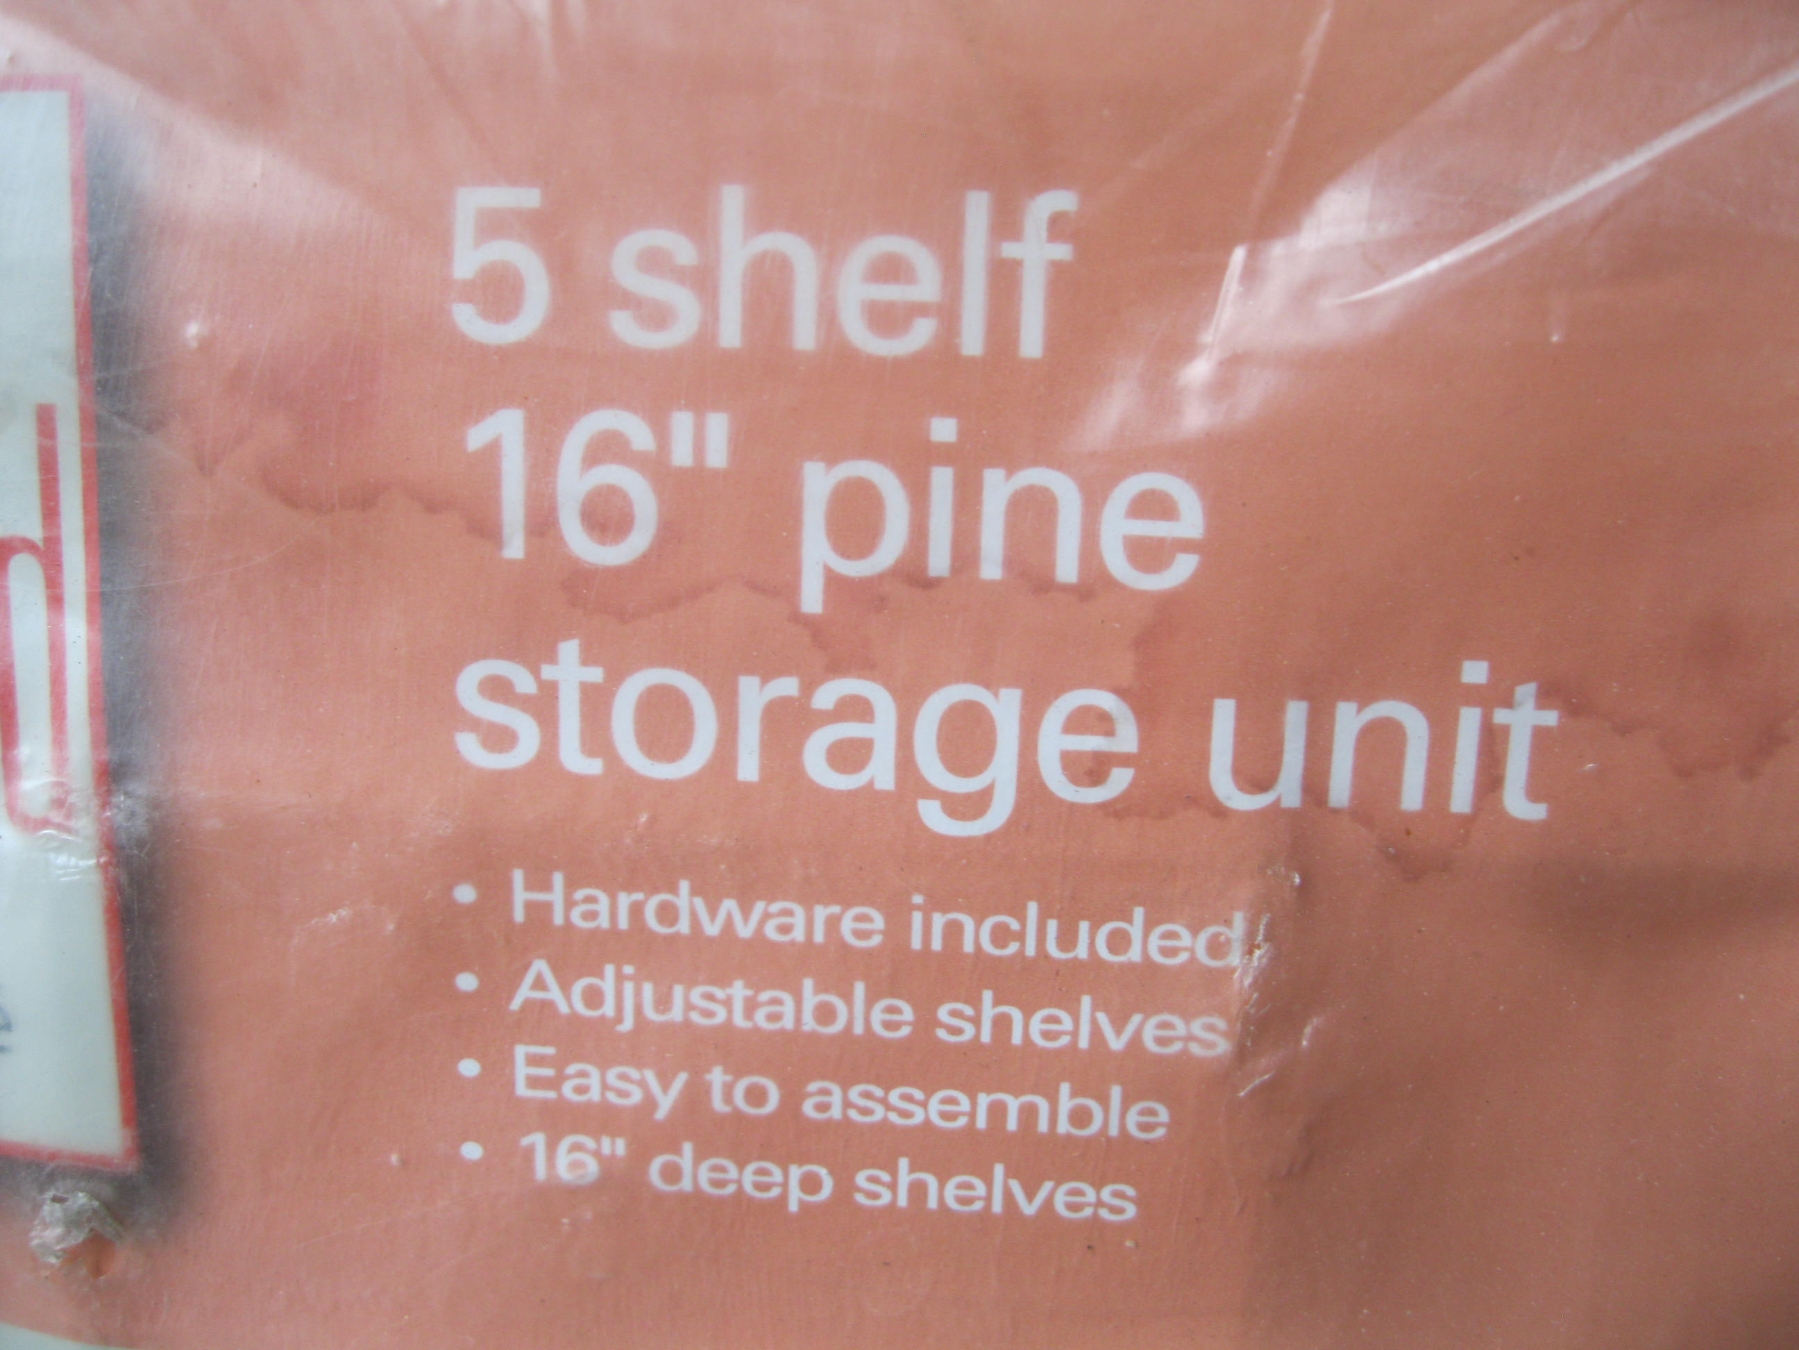 5 shelf
16" pine
storage unit
• Hardware included
• Adjustable shelves
• Easy to assemble
• 16" deep shelves